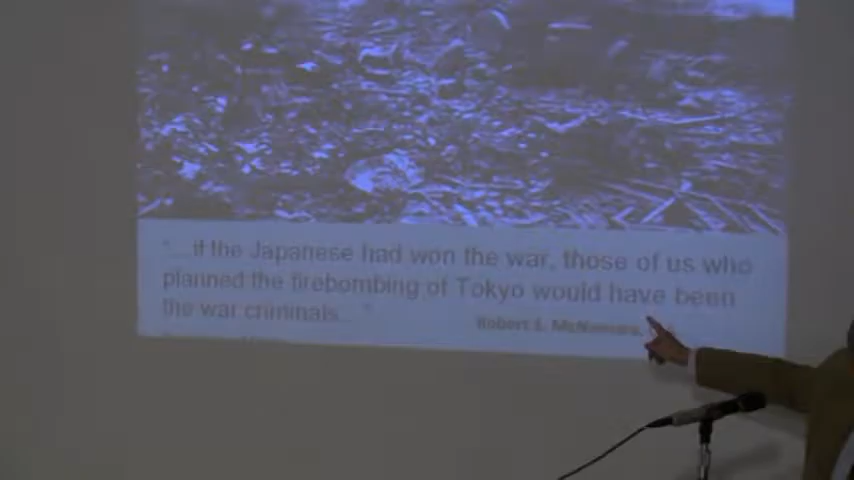 "...if the Japanese had won the war, those of us who
planned the firebombing of Tokyo would have been
the war criminals..."
Robert S. McNamara